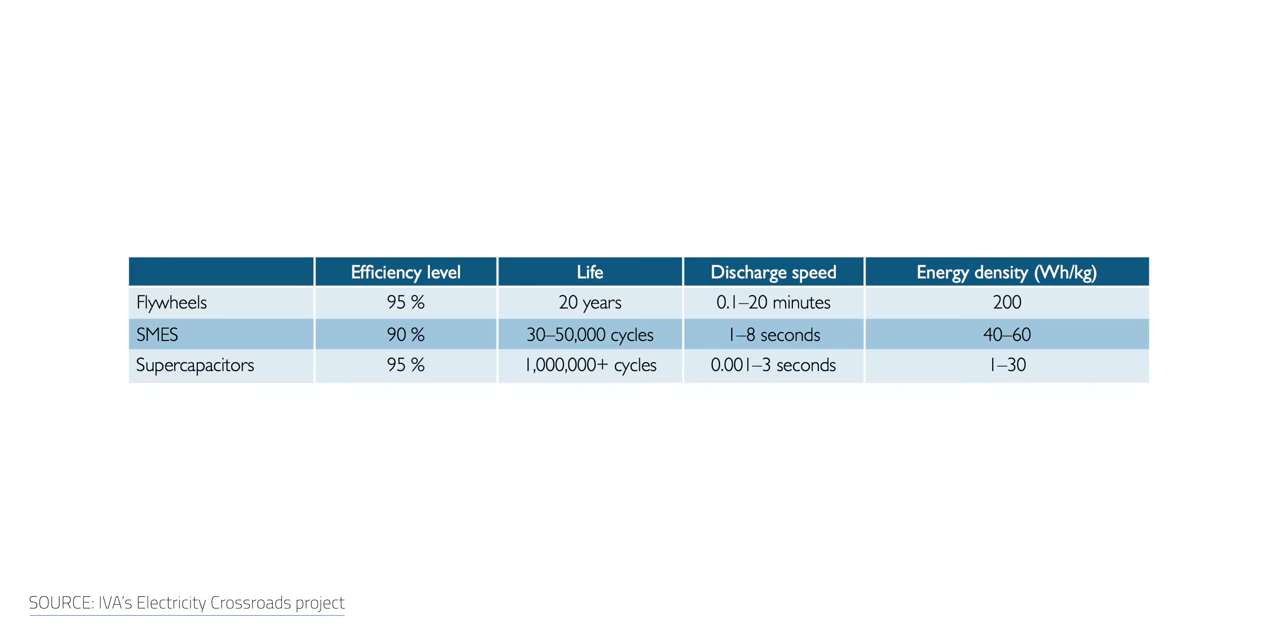 Efficiency level Life Discharge speed Energy density (Wh/kg)
Flywheels 95 % 20 years 0.1–20 minutes 200
SMES 90 % 30–50,000 cycles 1–8 seconds 40–60
Supercapacitors 95 % 1,000,000+ cycles 0.001–3 seconds 1–30
SOURCE: IVA's Electricity Crossroads project